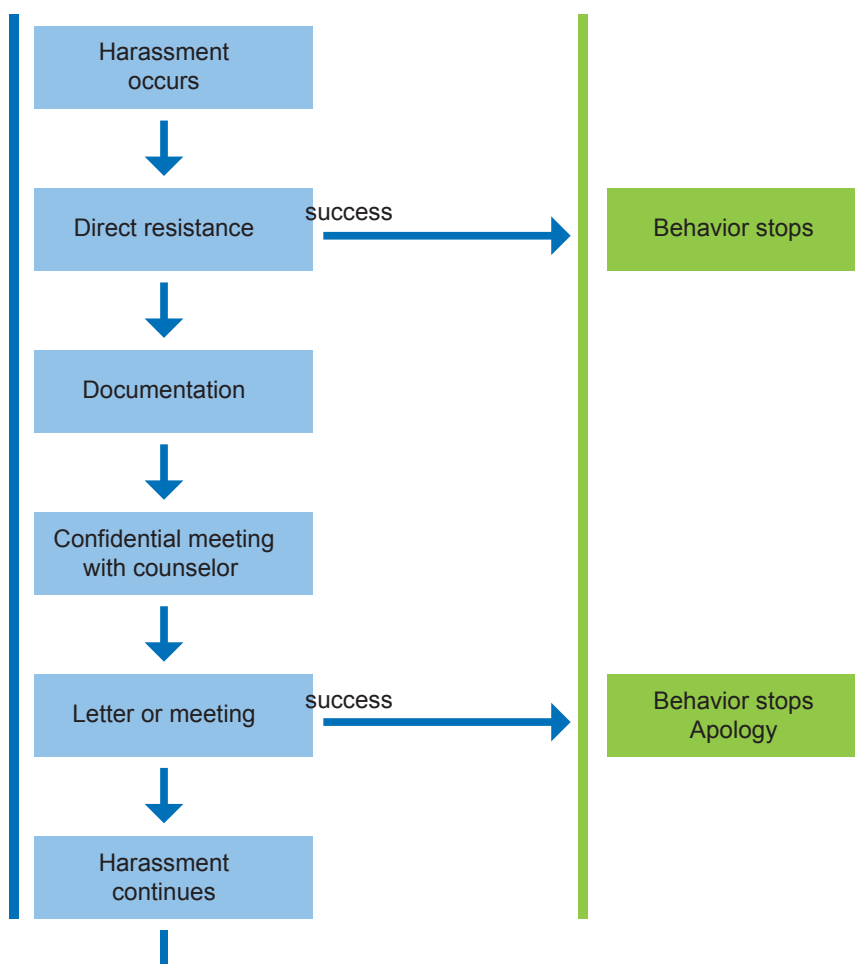 Harassment
occurs
Direct resistance
success
Behavior stops
Documentation
Confidential meeting
with counselor
Letter or meeting
success
Behavior stops
Apology
Harassment
continues